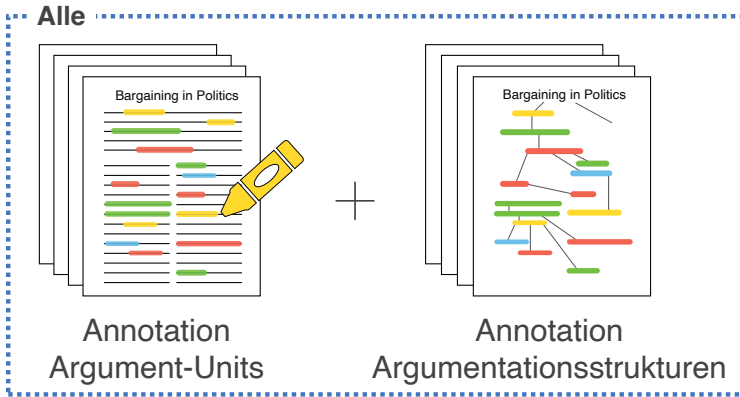 Alle
Bargaining in Politics
Bargaining in Politics
Annotation
Argument-Units
Annotation
Argumentationsstrukturen